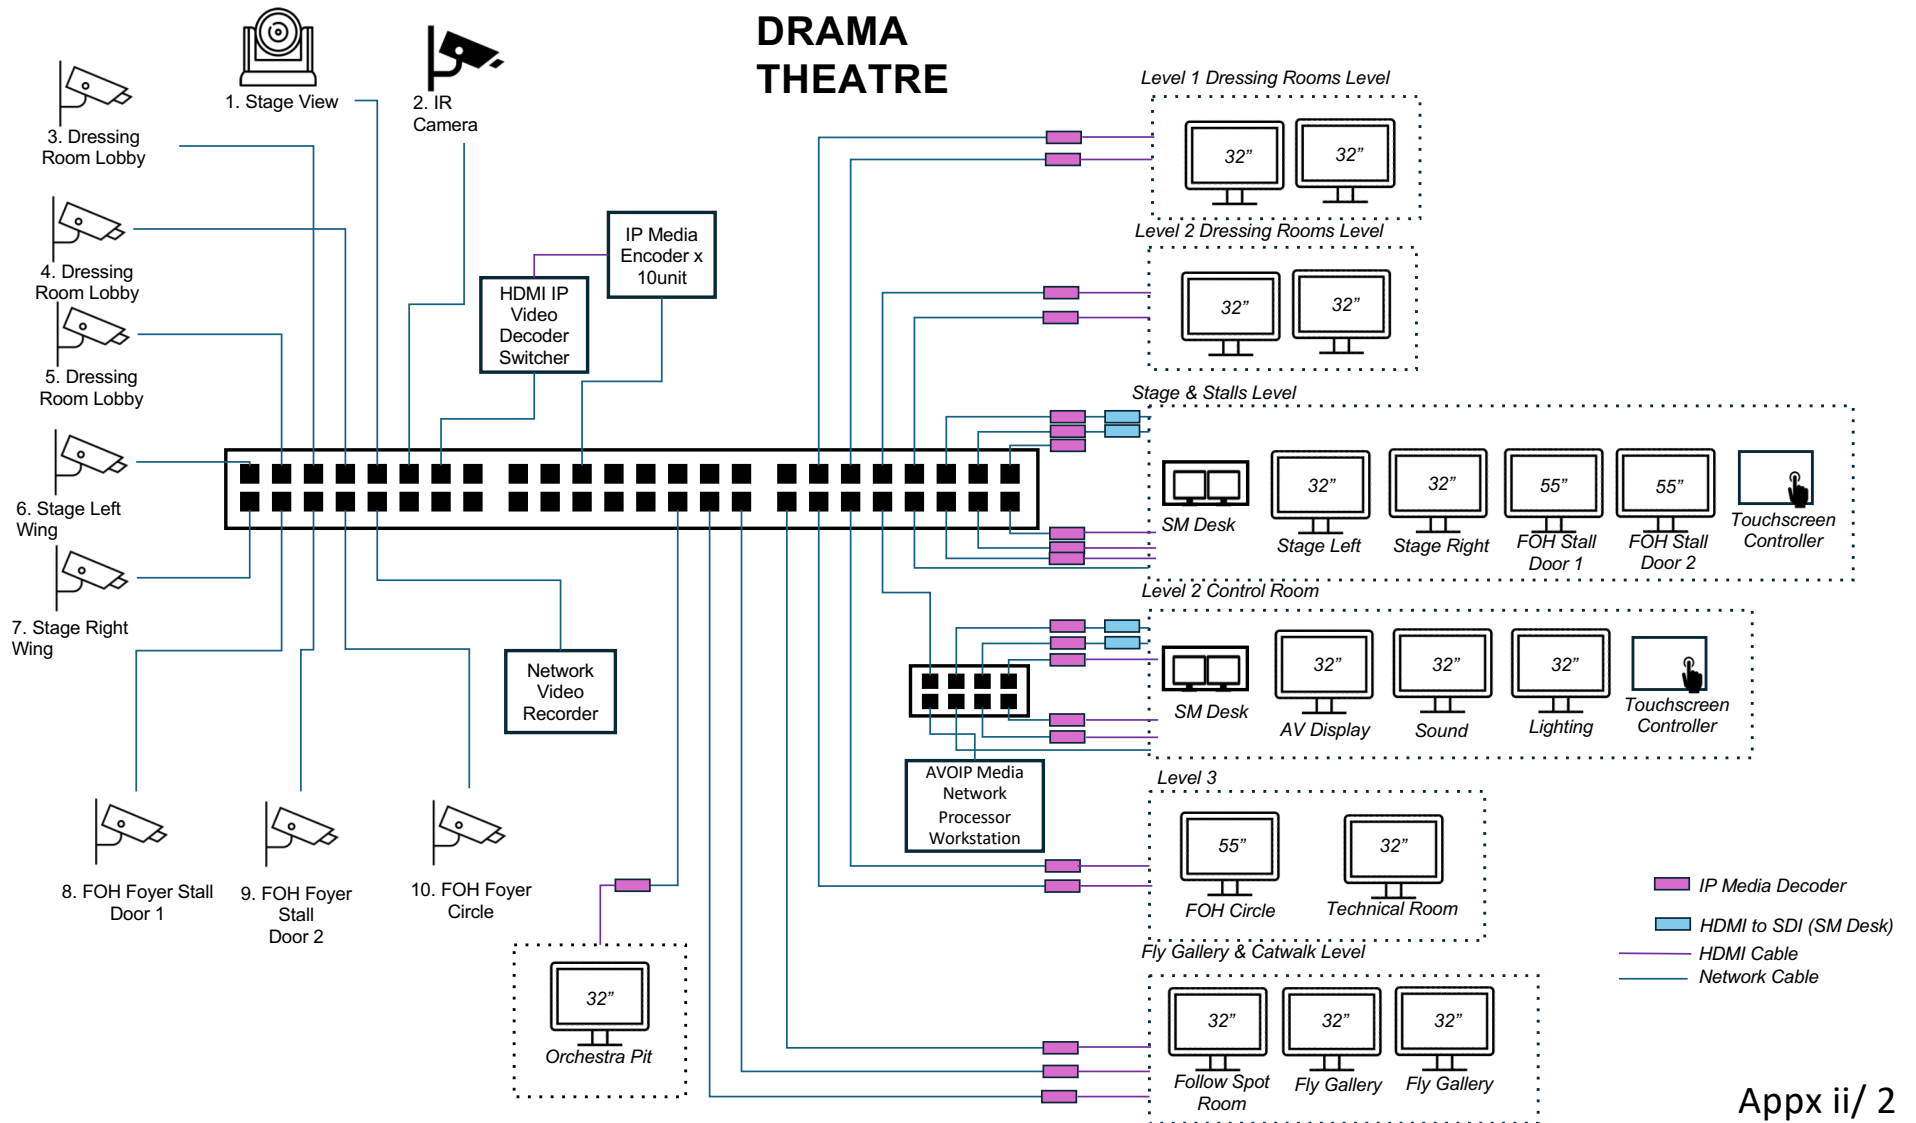 DRAMA
THEATRE
1. Stage View
2. IR
Camera
3. Dressing
Room Lobby
4. Dressing
Room Lobby
5. Dressing
Room Lobby
6. Stage Left
Wing
7. Stage Right
Wing
8. FOH Foyer Stall
Door 1
9. FOH Foyer
Stall
Door 2
10. FOH Foyer
Circle
HDMI IP
Video
Decoder
Switcher
IP Media
Encoder x
10unit
Network
Video
Recorder
AVOIP Media
Network
Processor
Workstation
32”
Orchestra Pit
Level 1 Dressing Rooms Level
32”
32”
Level 2 Dressing Rooms Level
32”
32”
Stage & Stalls Level
SM Desk
32”
Stage Left
32”
Stage Right
55”
FOH Stall
Door 1
55”
FOH Stall
Door 2
Touchscreen
Controller
Level 2 Control Room
SM Desk
32”
AV Display
32”
Sound
32”
Lighting
Touchscreen
Controller
Level 3
55”
FOH Circle
32”
Technical Room
Fly Gallery & Catwalk Level
32”
Follow Spot
Room
32”
Fly Gallery
32”
Fly Gallery
IP Media Decoder
HDMI to SDI (SM Desk)
HDMI Cable
Network Cable
Appx ii/ 2